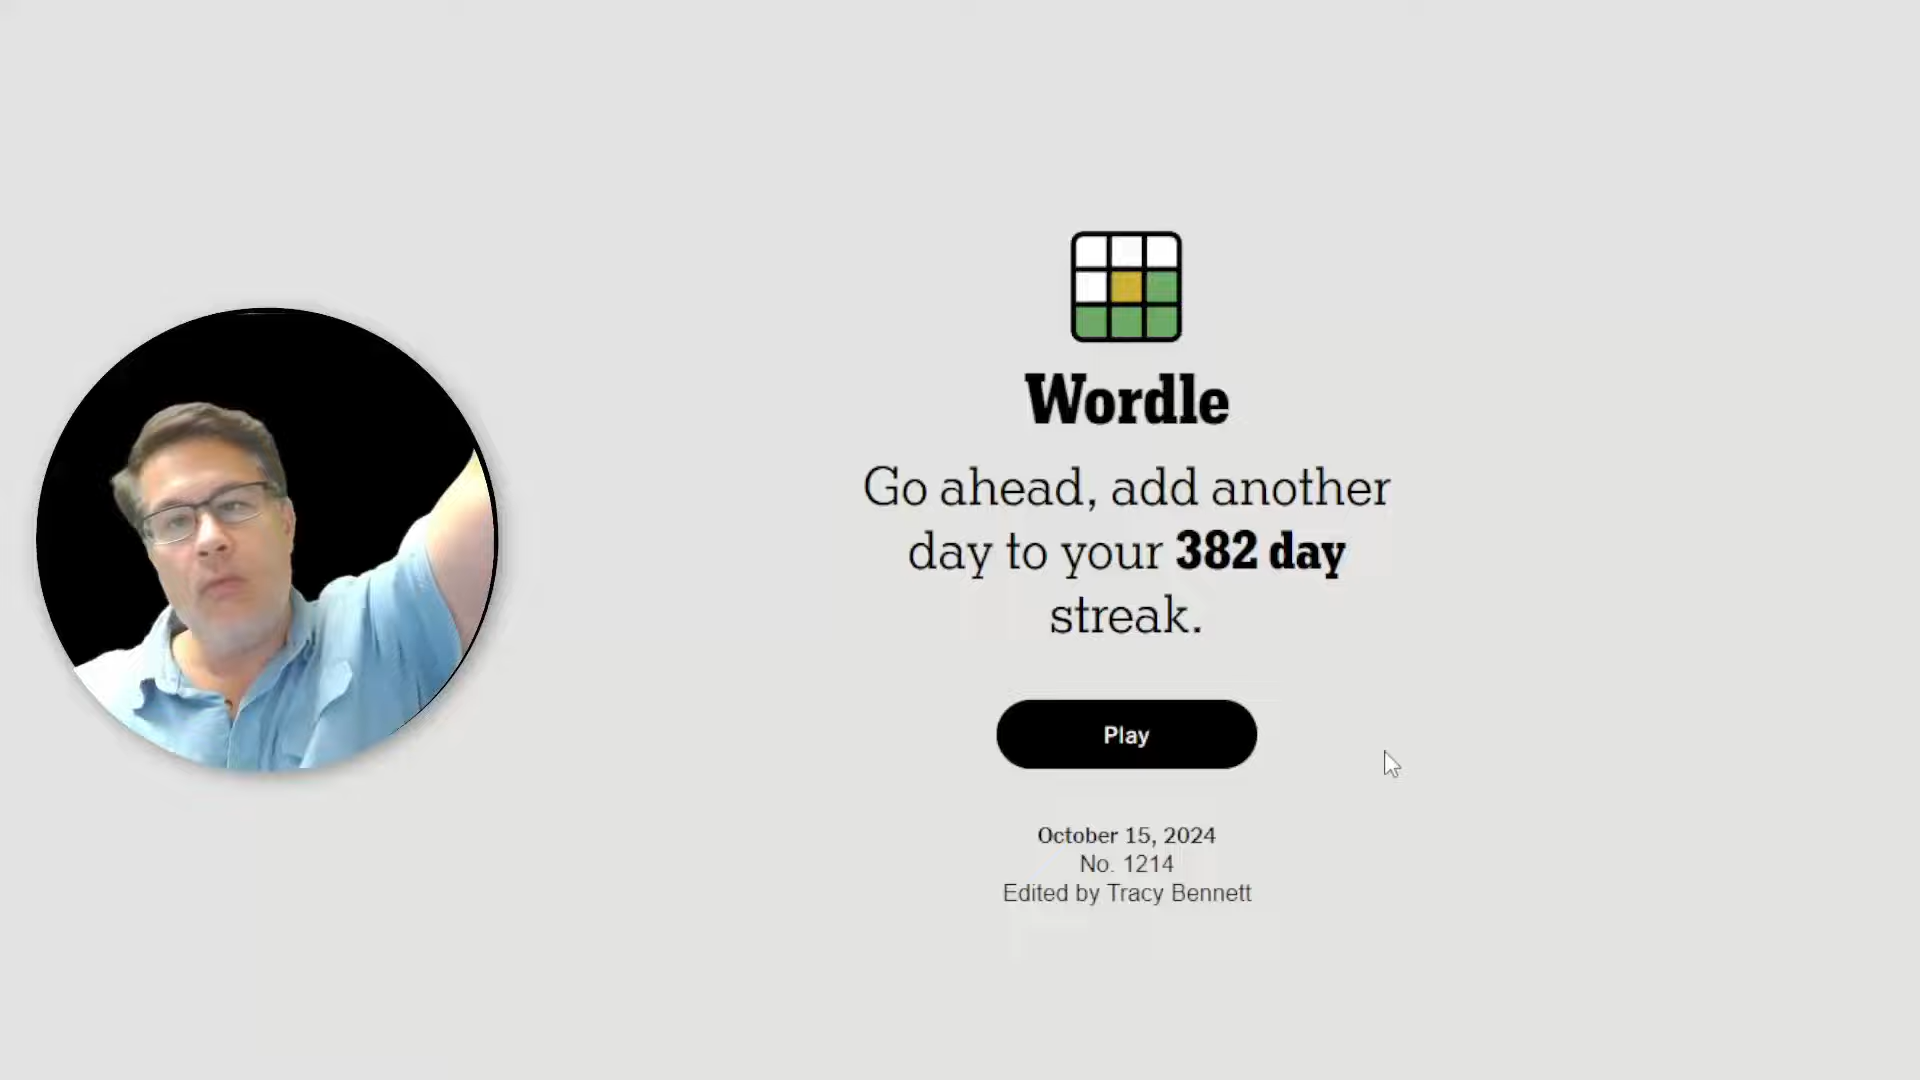 Wordle
Go ahead, add another
day to your 382 day
streak.
Play
October 15, 2024
No. 1214
Edited by Tracy Bennett